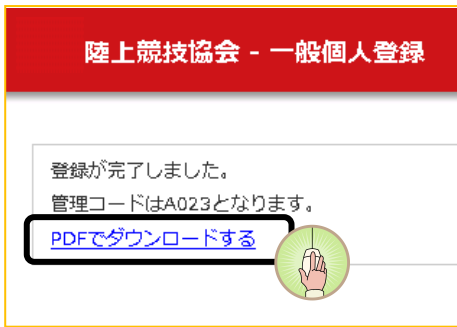 陸上競技協会 - 一般個人登録
登録が完了しました。
管理コードはA023となります。
PDFでダウンロードする